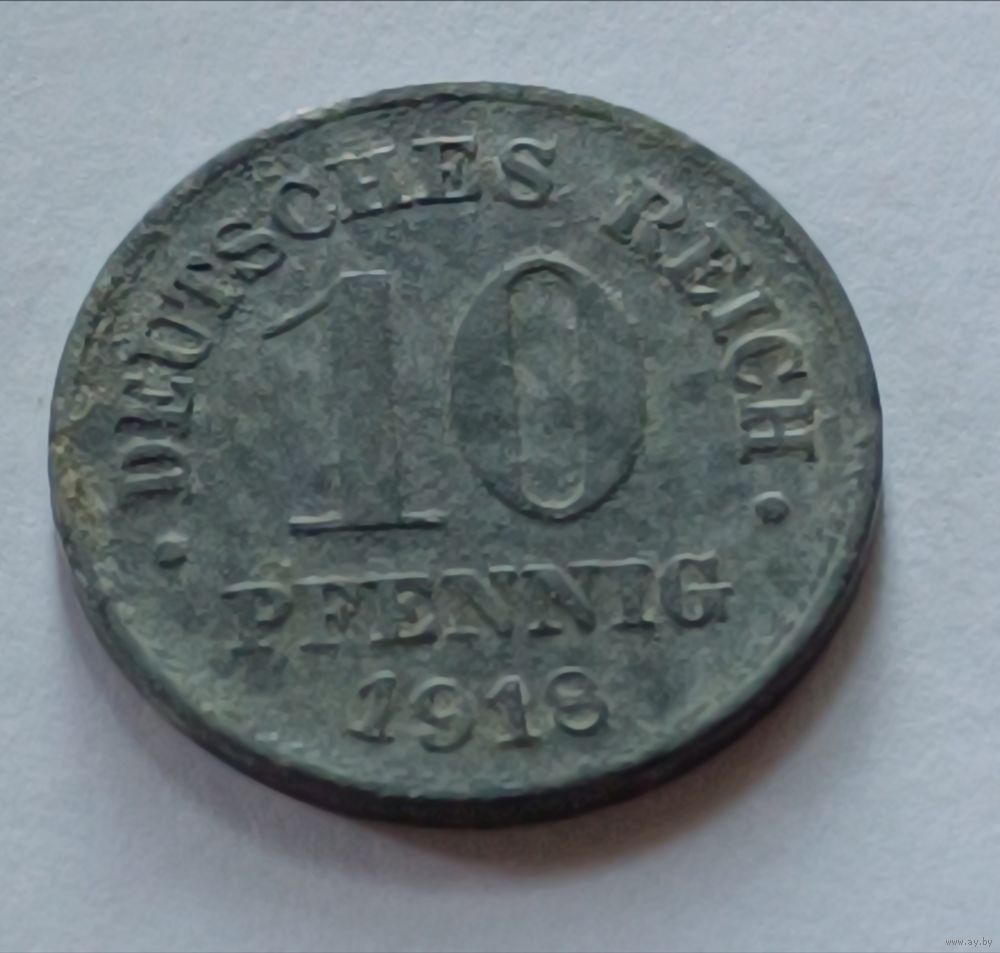 • DEUTSCHES REICH •
10
PFENNIG
1918
www.ay.by